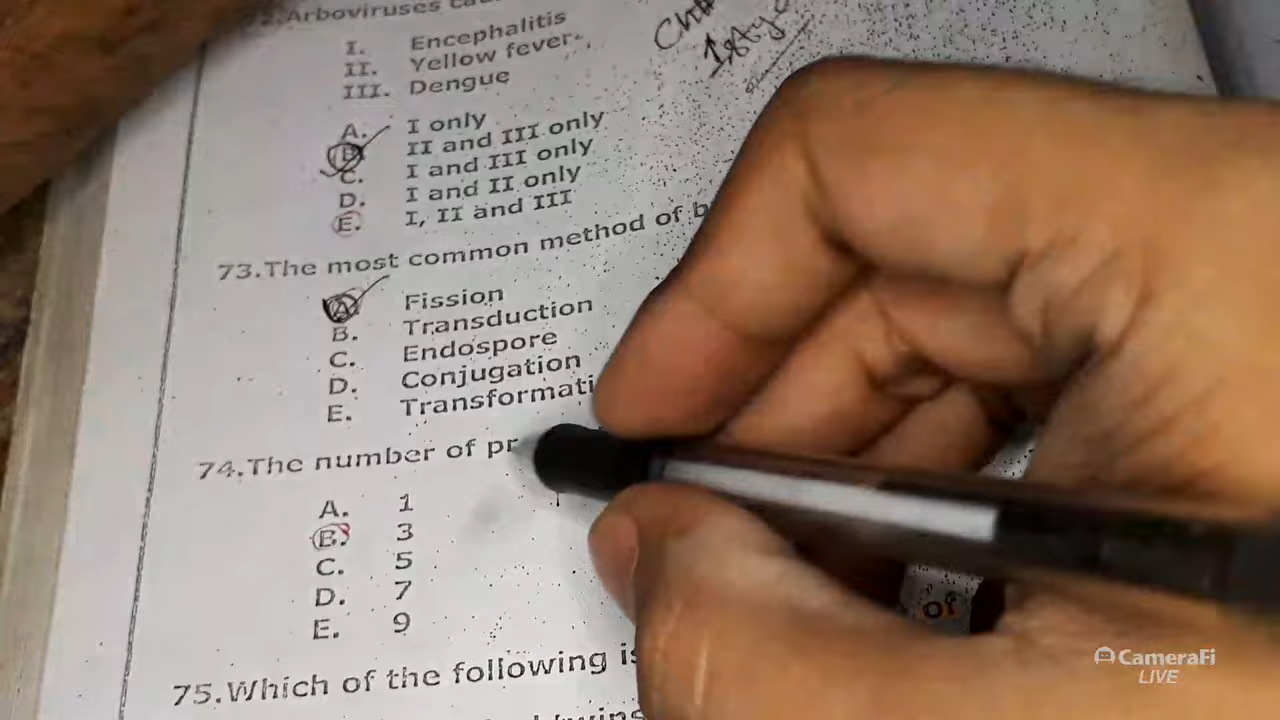 Arboviruses
I. Encephalitis
II. Yellow fever.
III. Dengue
A. I only
B. II and III only
C. I and III only
D. I and II only
E. I, II and III
73.The most common method of b
A. Fission
B. Transduction
C. Endospore
D. Conjugation
E. Transformati
74.The number of pr
A. 1
B. 3
C. 5
D. 7
E. 9
of
75.Which of the following is
CameraFi
LIVE